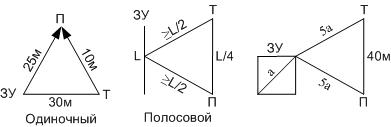 П
25м
10м
ЗУ
30м
Т
Одиночный
ЗУ
Т
≥L/2
L
L/4
≥L/2
П
Полосовой
Т
ЗУ
5а
а
40м
5а
П